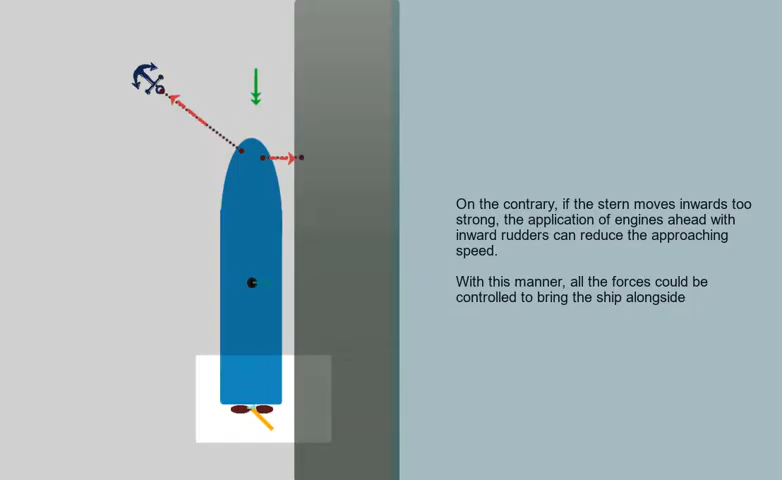 On the contrary, if the stern moves inwards too
strong, the application of engines ahead with
inward rudders can reduce the approaching
speed.
With this manner, all the forces could be
controlled to bring the ship alongside